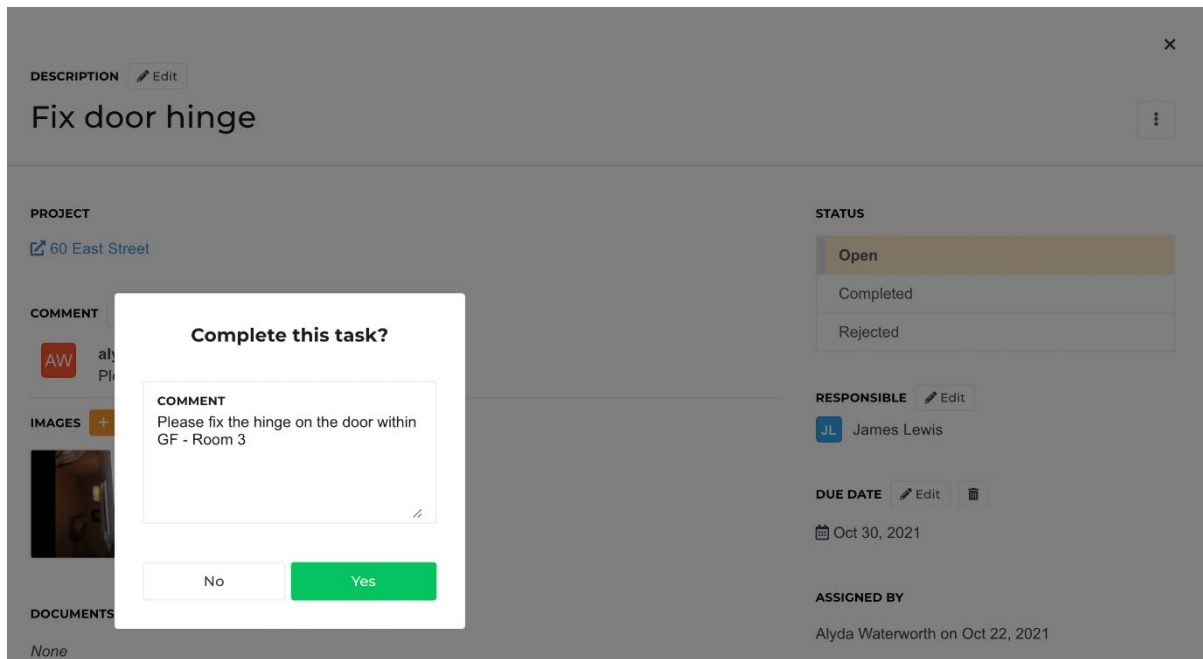 ×
DESCRIPTION Edit
Fix door hinge
PROJECT
60 East Street
COMMENT
AW
IMAGES +
DOCUMENTS
None
Complete this task?
COMMENT
Please fix the hinge on the door within
GF - Room 3
No Yes
STATUS
Open
Completed
Rejected
RESPONSIBLE Edit
JL James Lewis
DUE DATE Edit
Oct 30, 2021
ASSIGNED BY
Alyda Waterworth on Oct 22, 2021